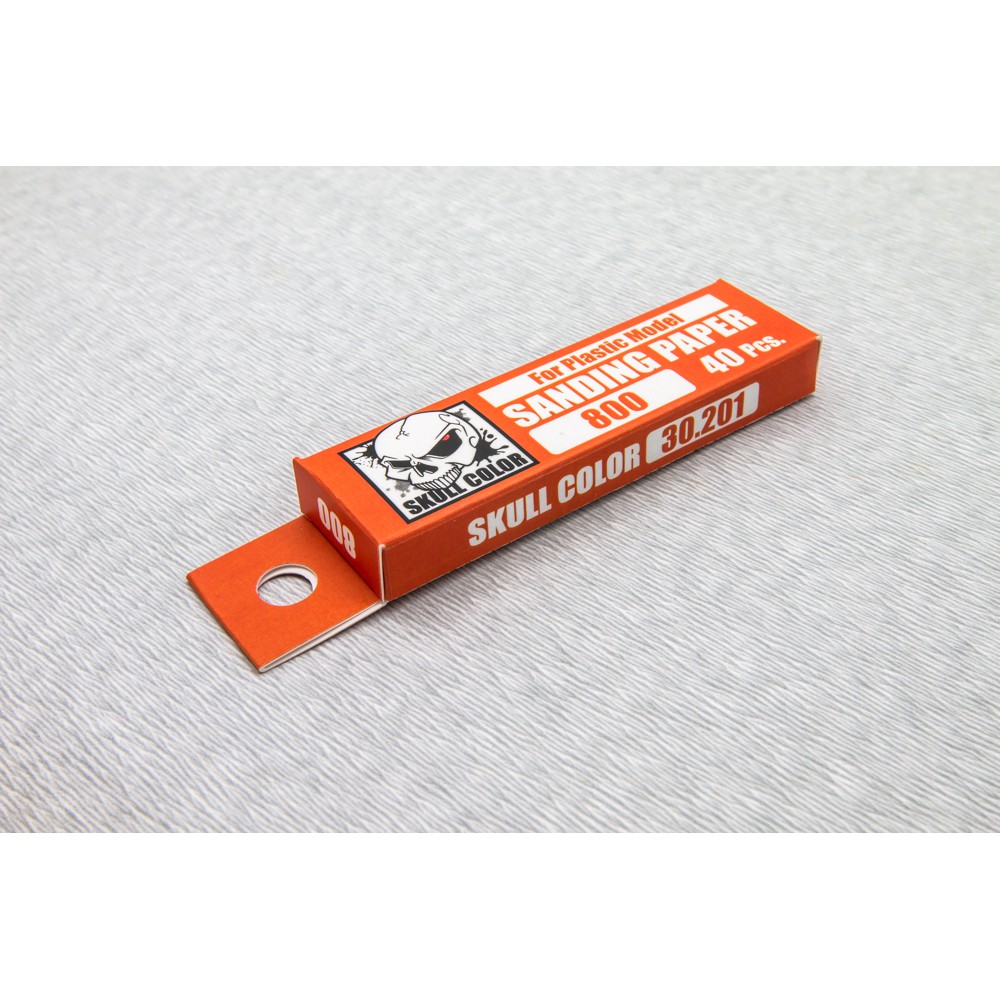 For Plastic Model
SANDING PAPER
800
40 Pcs.
SKULL COLOR
SKULL COLOR 30.201
800